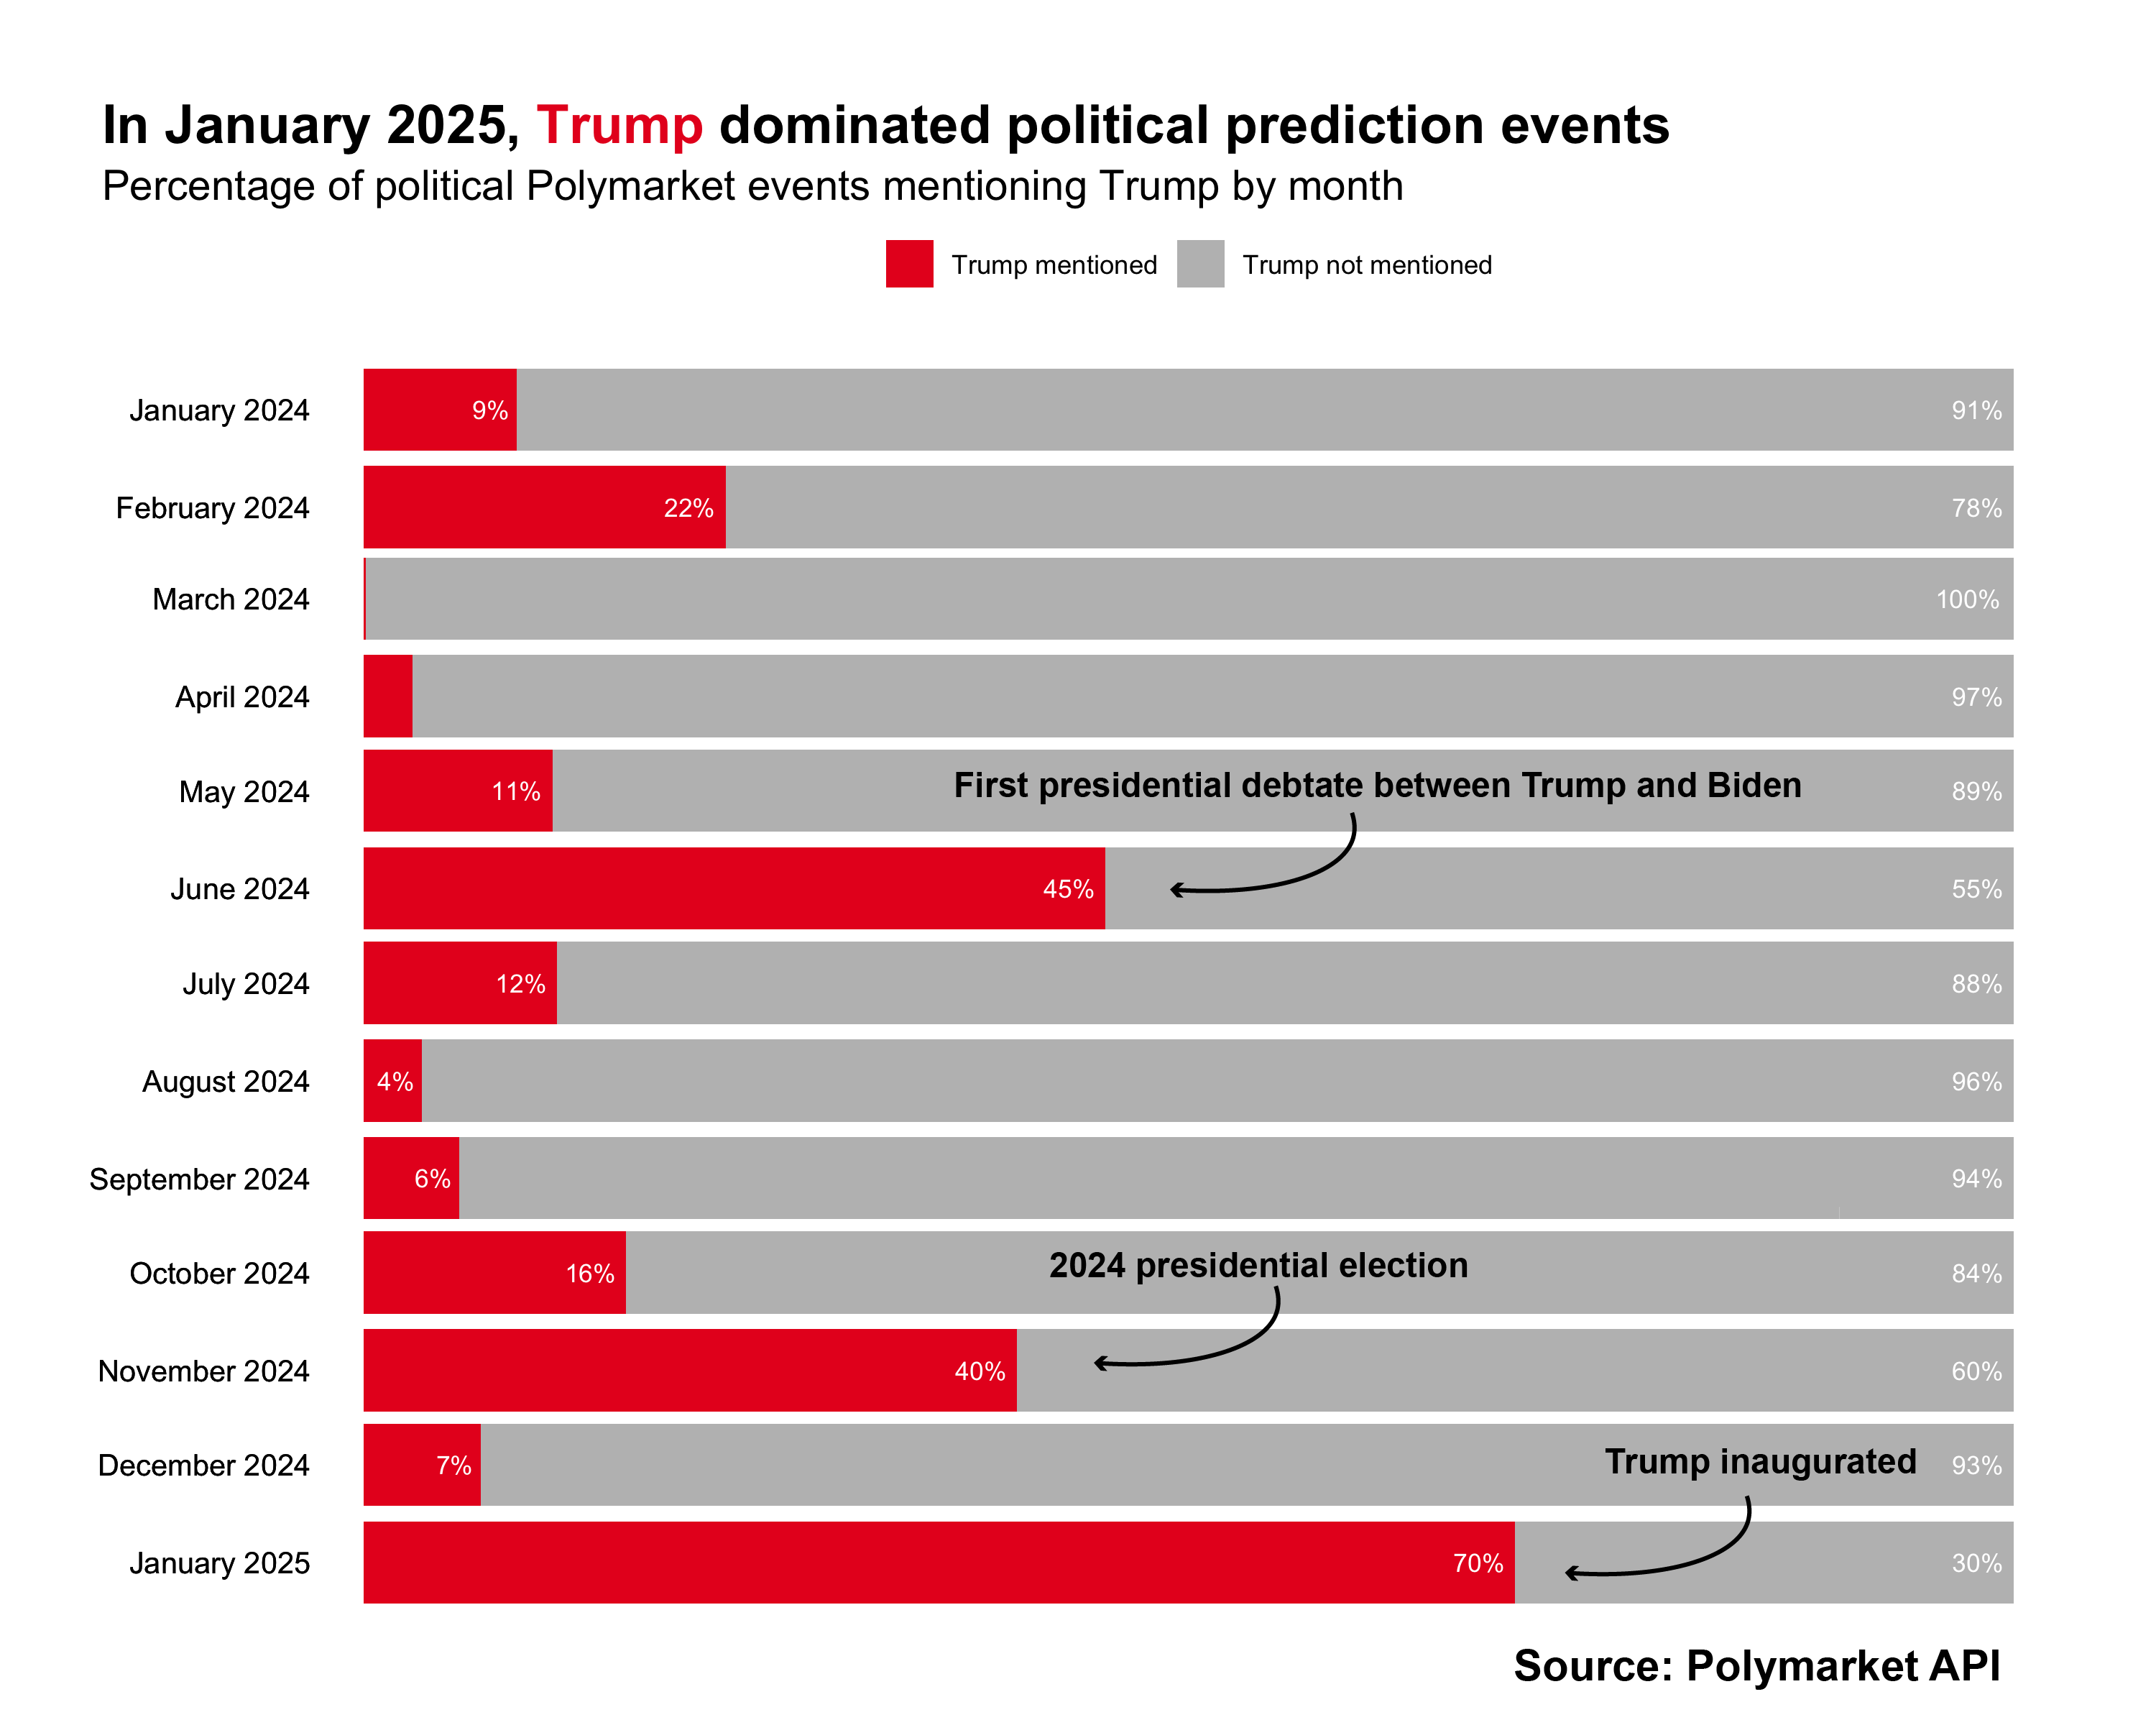 In January 2025, Trump dominated political prediction events
Percentage of political Polymarket events mentioning Trump by month
Trump mentioned Trump not mentioned
January 2024 9% 91%
February 2024 22% 78%
March 2024 100%
April 2024 97%
May 2024 11% First presidential debtate between Trump and Biden 89%
June 2024 45% 55%
July 2024 12% 88%
August 2024 4% 96%
September 2024 6% 94%
October 2024 16% 2024 presidential election 84%
November 2024 40% 60%
December 2024 7% Trump inaugurated 93%
January 2025 70% 30%
Source: Polymarket API